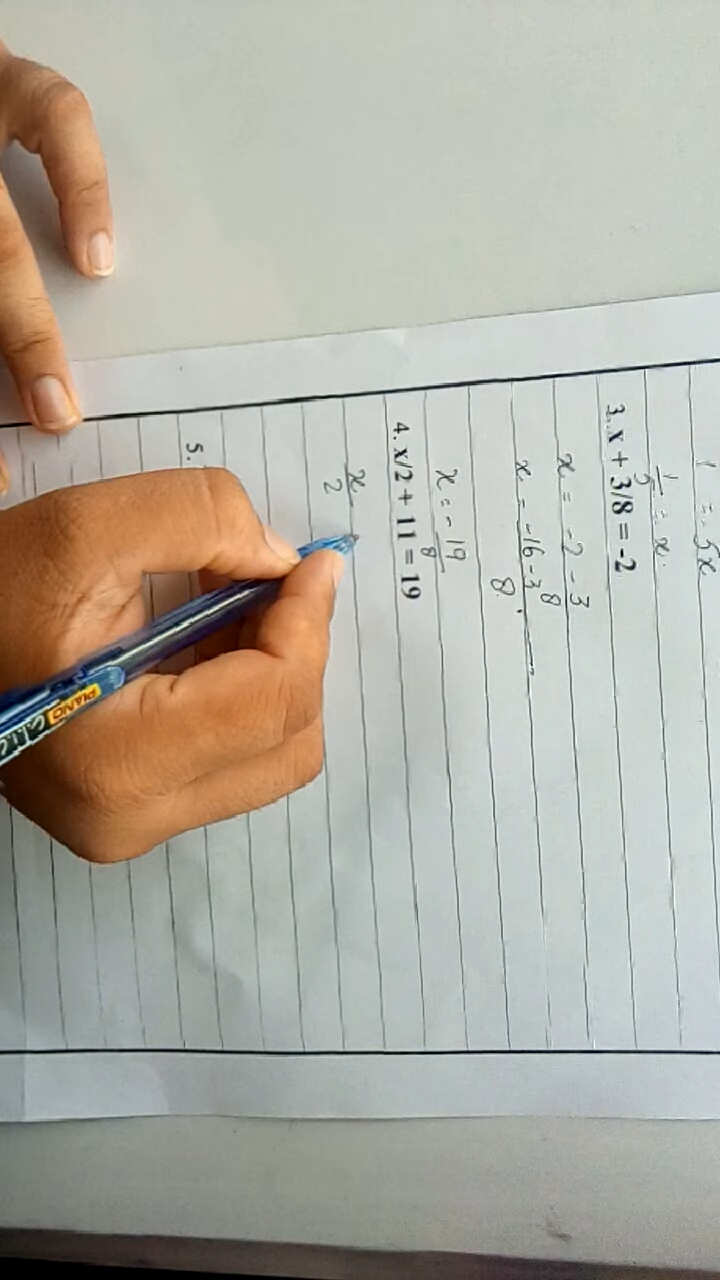 1 = 5x
1/5 = x.
3. x + 3/8 = -2
x = -2 - 3/8
x = -16-3/8
x = -19/8
4. x/2 + 11 = 19
x/2
5.
PIANO